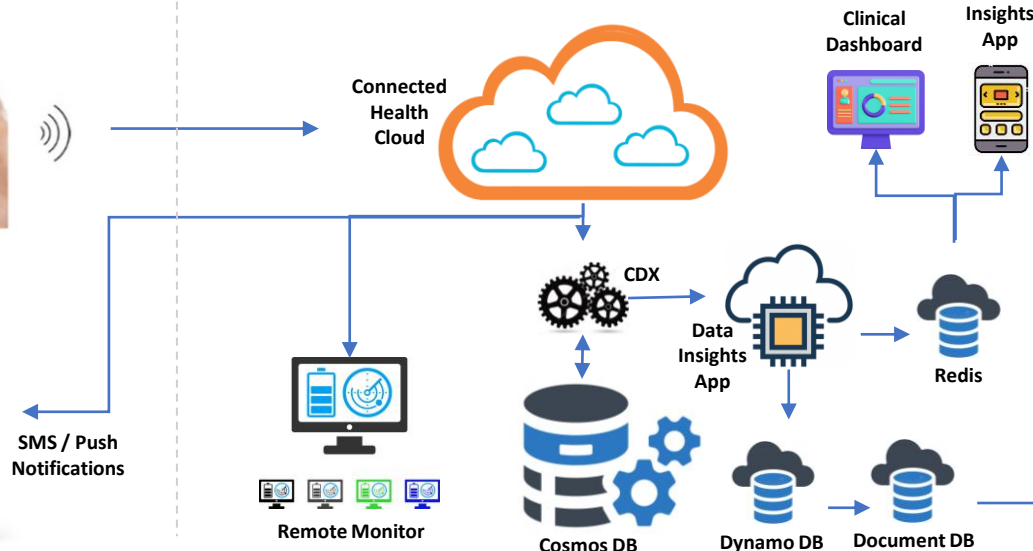 Clinical
Dashboard
Insights
App
Connected
Health
Cloud
CDX
Data
Insights
App
Redis
SMS / Push
Notifications
Remote Monitor
Cosmos DB
Dynamo DB
Document DB